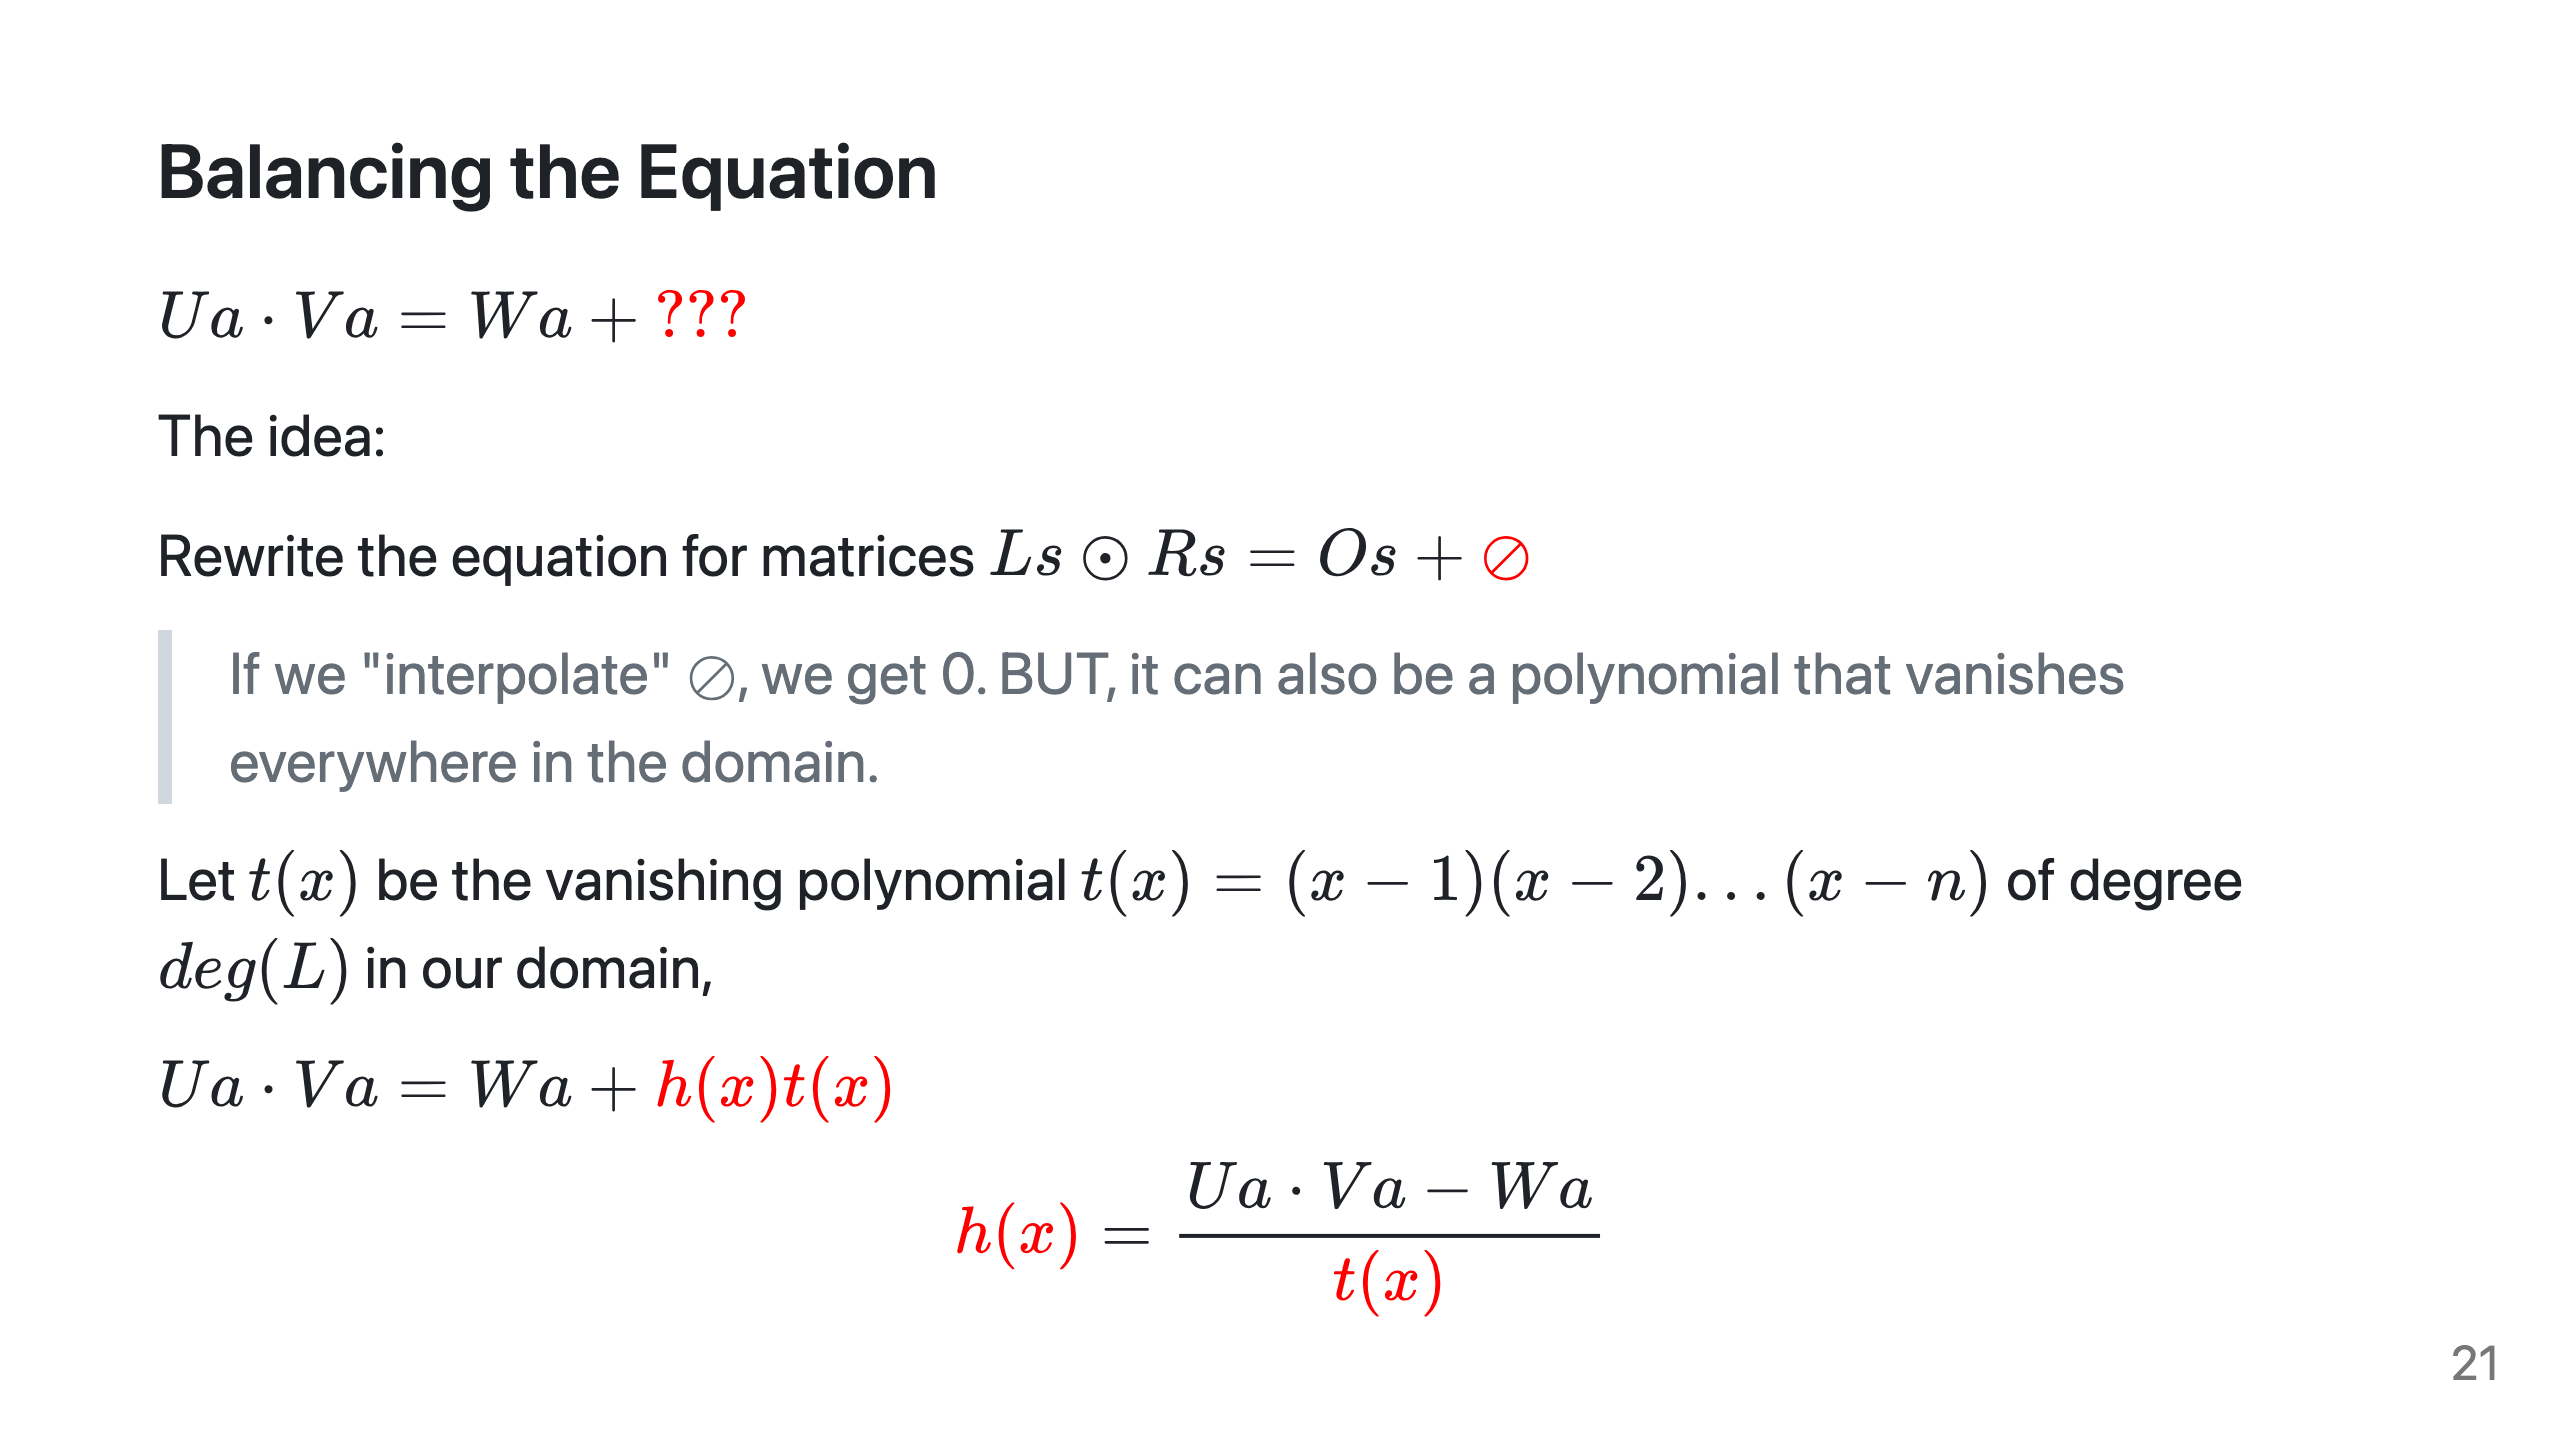 Balancing the Equation
Ua · Va = Wa + ???
The idea:
Rewrite the equation for matrices Ls ⊙ Rs = Os + ⊘
If we "interpolate" ⊘, we get 0. BUT, it can also be a polynomial that vanishes
everywhere in the domain.
Let t(x) be the vanishing polynomial t(x) = (x − 1)(x − 2)...(x − n) of degree
deg(L) in our domain,
Ua · Va = Wa + h(x)t(x)
h(x) = \frac{Ua · Va − Wa}{t(x)}
21